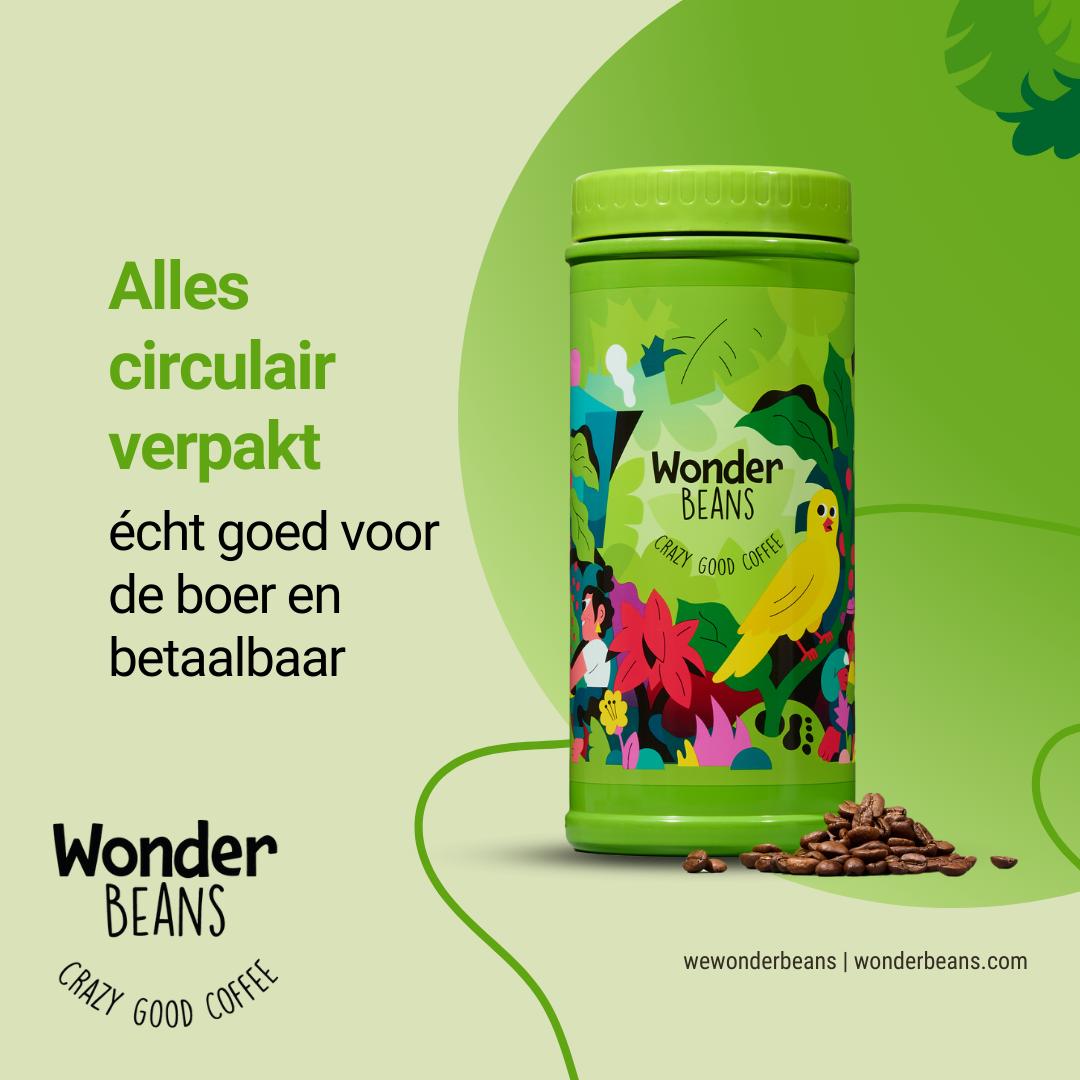 Alles
circulair
verpakt
écht goed voor
de boer en
betaalbaar
Wonder
BEANS
CRAZY GOOD COFFEE
Wonder
BEANS
CRAZY GOOD COFFEE
wewonderbeans | wonderbeans.com